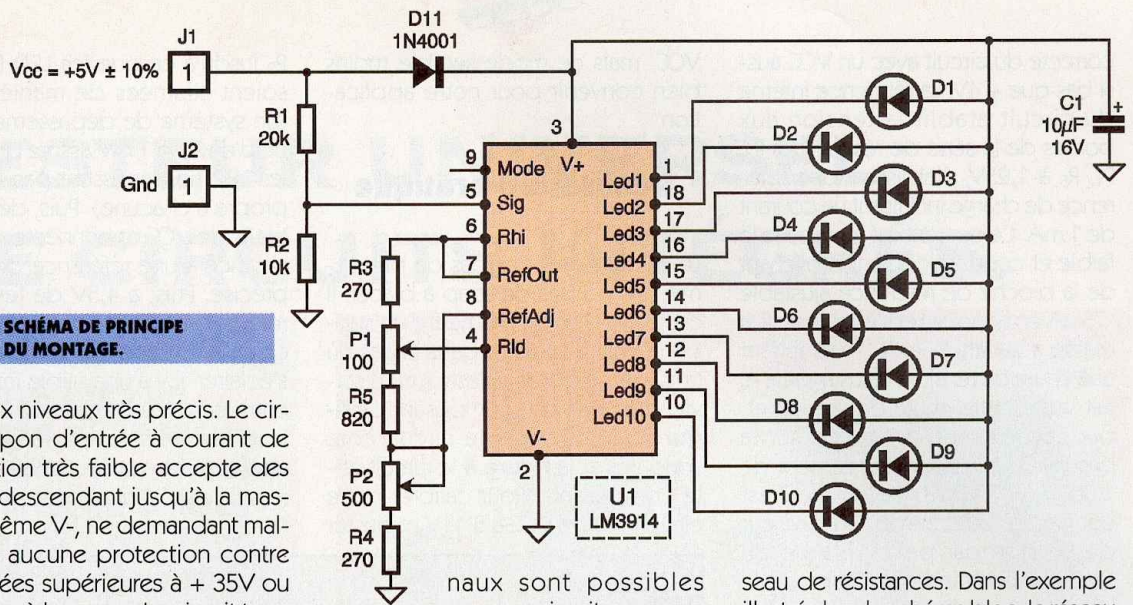 J1
Vcc = +5V ± 10%
1
J2
Gnd
1
R1
20k
R2
10k
D11
1N4001
3
V+
9
Mode
5
Sig
6
Rhi
7
RefOut
8
RefAdj
4
Rld
V-
2
U1
LM3914
Led1
1
Led2
18
Led3
17
Led4
16
Led5
15
Led6
14
Led7
13
Led8
12
Led9
11
Led10
10
R3
270
P1
100
R5
820
P2
500
R4
270
D1
D2
D3
D4
D5
D6
D7
D8
D9
D10
C1
10µF
16V
+
SCHÉMA DE PRINCIPE
DU MONTAGE.
x niveaux très précis. Le cir-
pon d'entrée à courant de
tion très faible accepte des
descendant jusqu'à la mas-
ême V-, ne demandant mal-
aucune protection contre
ées supérieures à + 35V ou
naux sont possibles
seau de résistances. Dans l'exemple